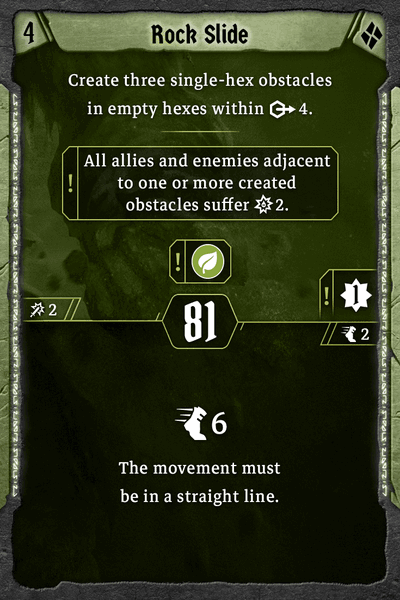 4
Rock Slide
Create three single-hex obstacles
in empty hexes within 4.
! All allies and enemies adjacent
to one or more created
obstacles suffer 2.
!
! 1
2
81
2
6
The movement must
be in a straight line.